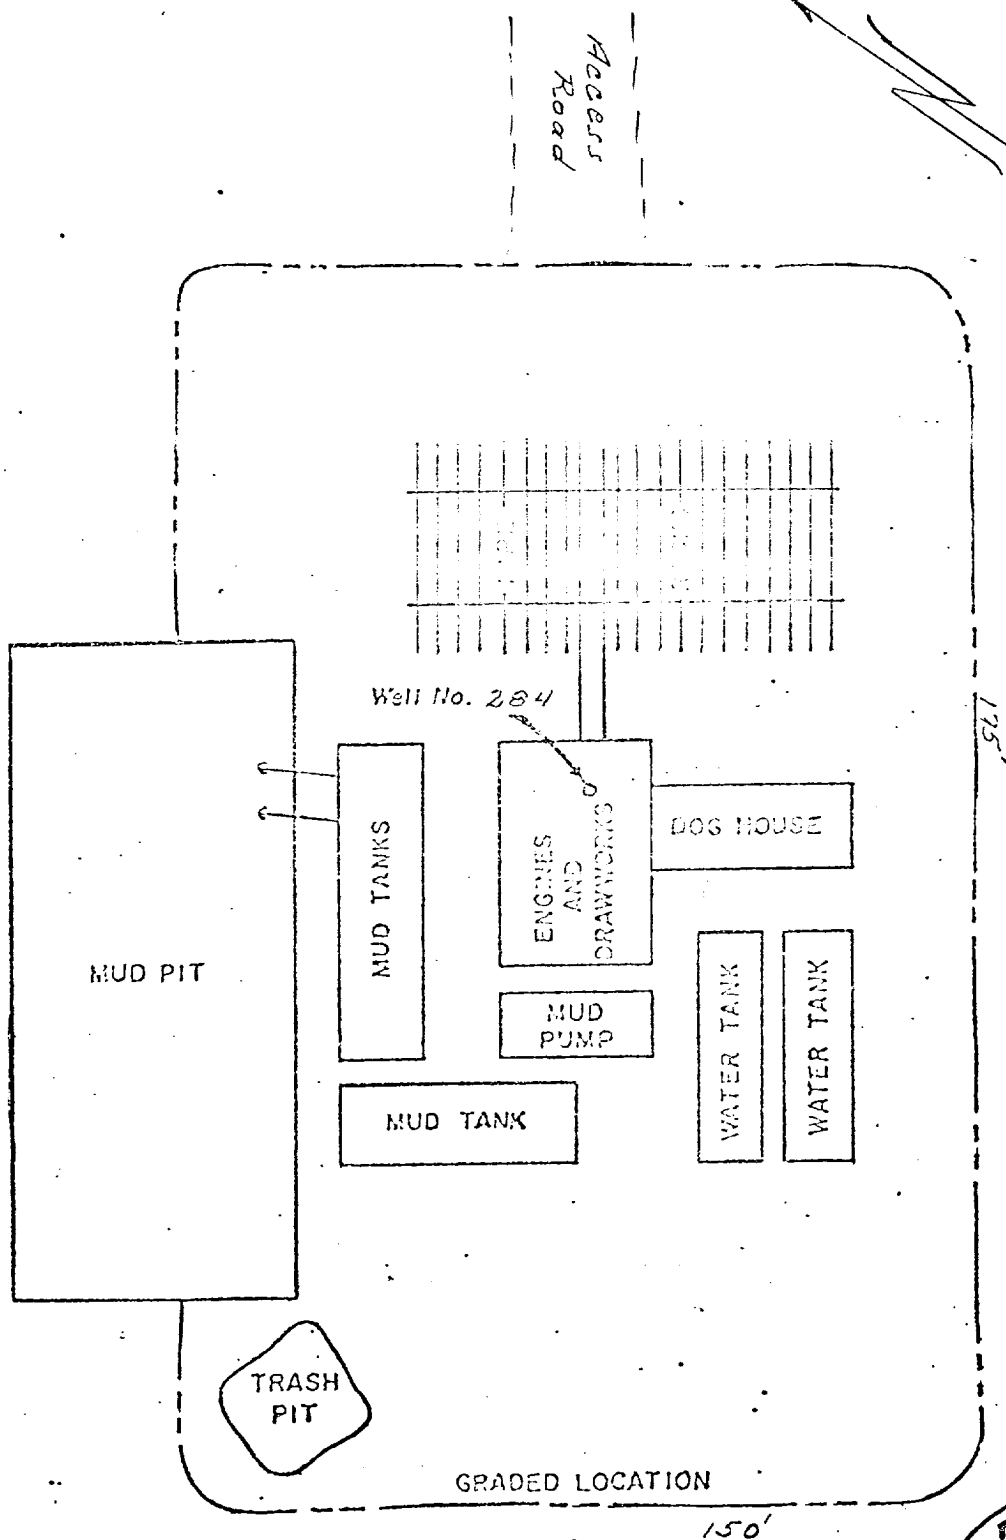 Access
Road
175'
Well No. 284
MUD PIT
MUD TANKS
ENGINES
AND
DRAWWORKS
DOG HOUSE
MUD
PUMP
WATER TANK
WATER TANK
MUD TANK
TRASH
PIT
GRADED LOCATION
150'